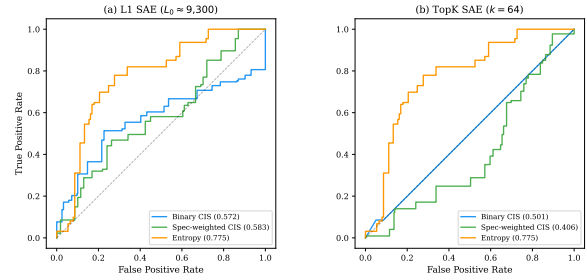 (a) L1 SAE (L₀ ≈ 9,300)
True Positive Rate
1.0
0.8
0.6
0.4
0.2
0.0
Binary CIS (0.572)
Spec-weighted CIS (0.583)
Entropy (0.775)
0.0 0.2 0.4 0.6 0.8 1.0
False Positive Rate
(b) TopK SAE (k = 64)
1.0
0.8
0.6
0.4
0.2
0.0
Binary CIS (0.501)
Spec-weighted CIS (0.406)
Entropy (0.775)
0.0 0.2 0.4 0.6 0.8 1.0
False Positive Rate